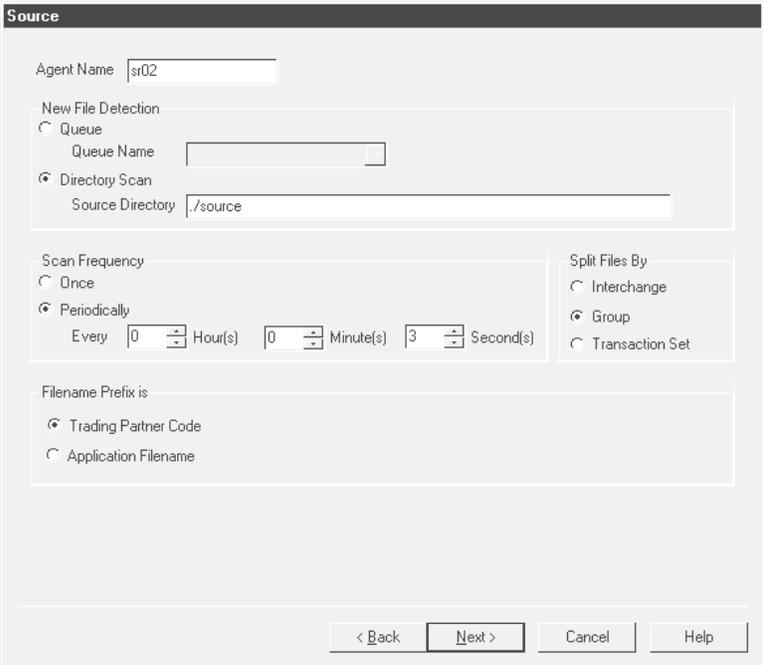 Source
Agent Name sr02
New File Detection
Queue
Queue Name
Directory Scan
Source Directory ./source
Scan Frequency
Once
Periodically
Every 0 Hour(s) 0 Minute(s) 3 Second(s)
Split Files By
Interchange
Group
Transaction Set
Filename Prefix is
Trading Partner Code
Application Filename
< Back Next > Cancel Help